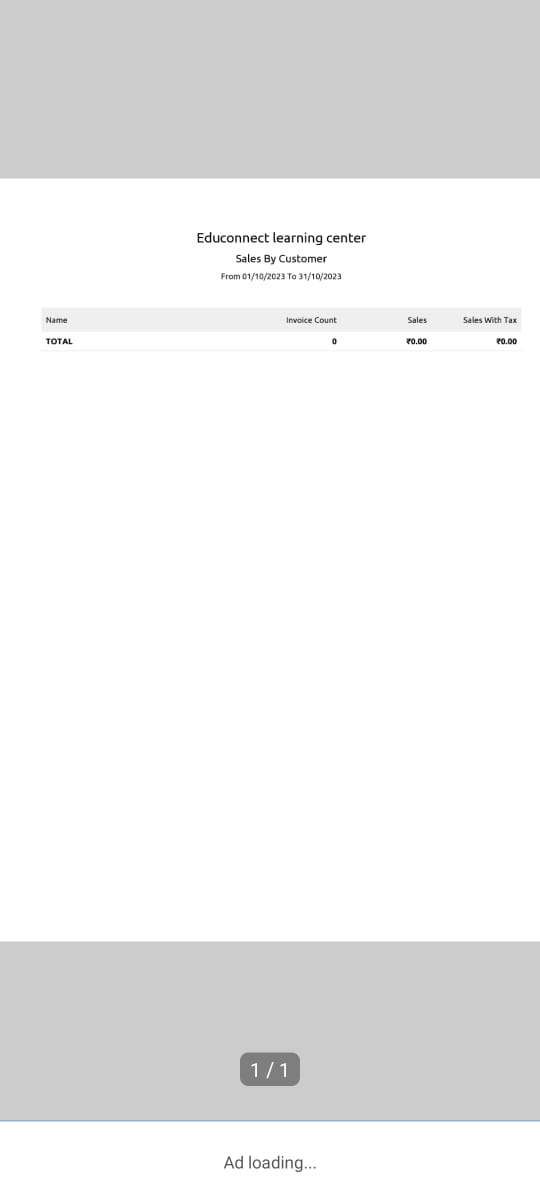 Educonnect learning center
Sales By Customer
From 01/10/2023 To 31/10/2023
Name Invoice Count Sales Sales With Tax
TOTAL 0 ₹0.00 ₹0.00
1 / 1
Ad loading...